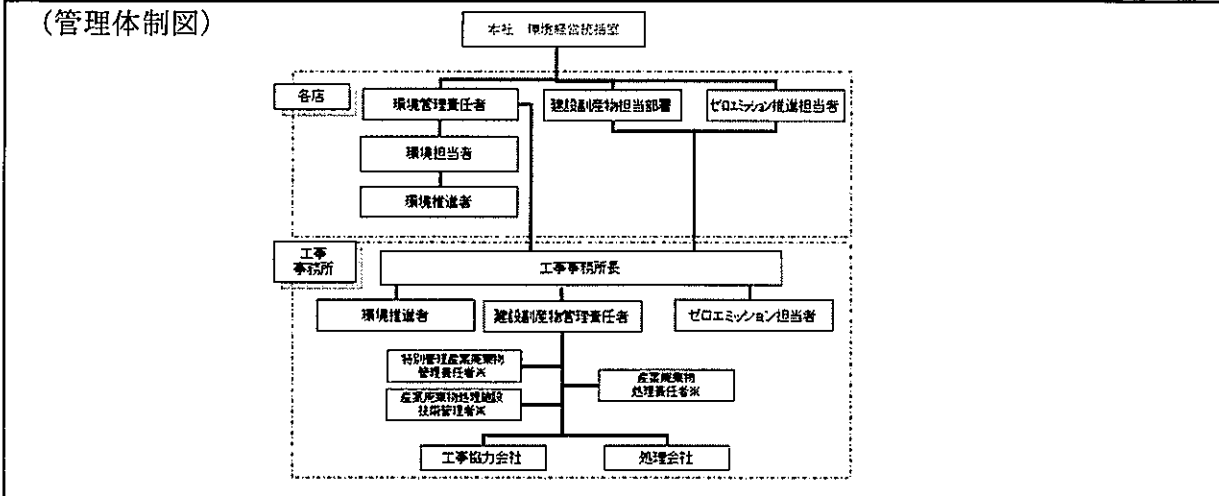 (管理体制図)
本社 環境経営統括室
各店
環境管理責任者
建設副産物担当部署
ゼロエミッション推進担当者
環境担当者
環境推進者
工事
事務所
工事事務所長
環境推進者
建設副産物管理責任者
ゼロエミッション担当者
特別管理産業廃棄物
管理責任者※
産業廃棄物
処理責任者※
産業廃棄物処理施設
技術管理者※
工事協力会社
処理会社